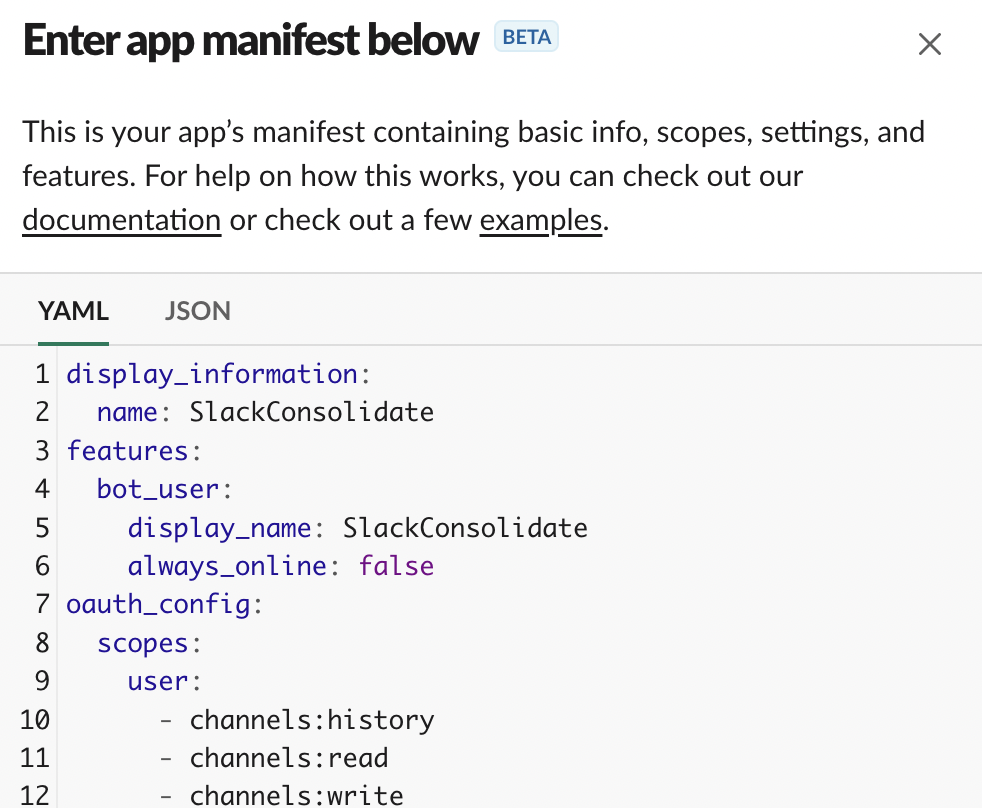 Enter app manifest below BETA
This is your app’s manifest containing basic info, scopes, settings, and
features. For help on how this works, you can check out our
documentation or check out a few examples.
YAML JSON
1 display_information:
2   name: SlackConsolidate
3 features:
4   bot_user:
5     display_name: SlackConsolidate
6     always_online: false
7 oauth_config:
8   scopes:
9     user:
10       - channels:history
11       - channels:read
12       - channels:write